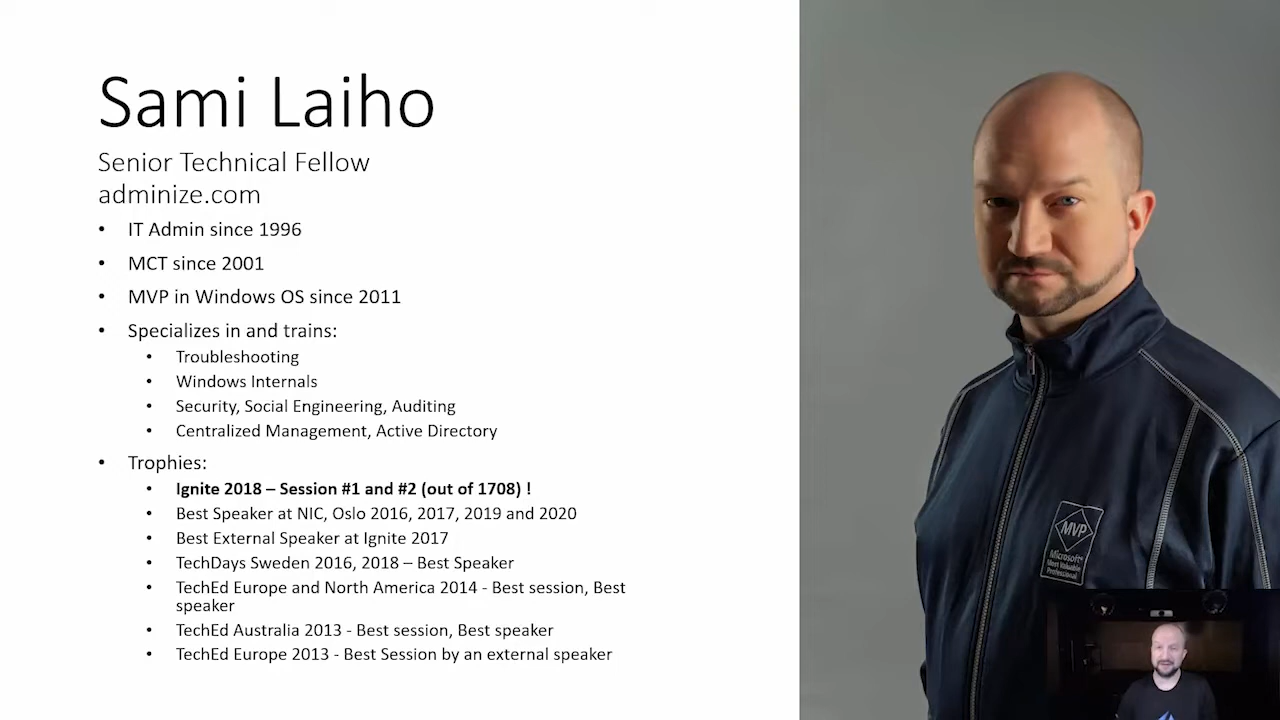 Sami Laiho
Senior Technical Fellow
adminize.com
• IT Admin since 1996
• MCT since 2001
• MVP in Windows OS since 2011
• Specializes in and trains:
• Troubleshooting
• Windows Internals
• Security, Social Engineering, Auditing
• Centralized Management, Active Directory
• Trophies:
• Ignite 2018 – Session #1 and #2 (out of 1708) !
• Best Speaker at NIC, Oslo 2016, 2017, 2019 and 2020
• Best External Speaker at Ignite 2017
• TechDays Sweden 2016, 2018 – Best Speaker
• TechEd Europe and North America 2014 - Best session, Best
speaker
• TechEd Australia 2013 - Best session, Best speaker
• TechEd Europe 2013 - Best Session by an external speaker
MVP
Microsoft®
Most Valuable
Professional